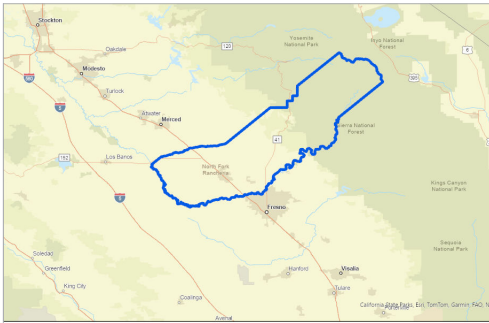 Stockton
Yosemite
National Park
Inyo National
Forest
Oakdale
120
6
Modesto
395
Turlock
5
Atwater
Merced
Sierra National
Forest
41
152
Los Banos
North Fork
Rancheria
Kings Canyon
National Park
5
Fresno
Sequoia
National Park
Soledad
Hanford
Visalia
Greenfield
Tulare
King City
Coalinga
Porterville
California State Parks, Esri, TomTom, Garmin, FAO, N
Avenal